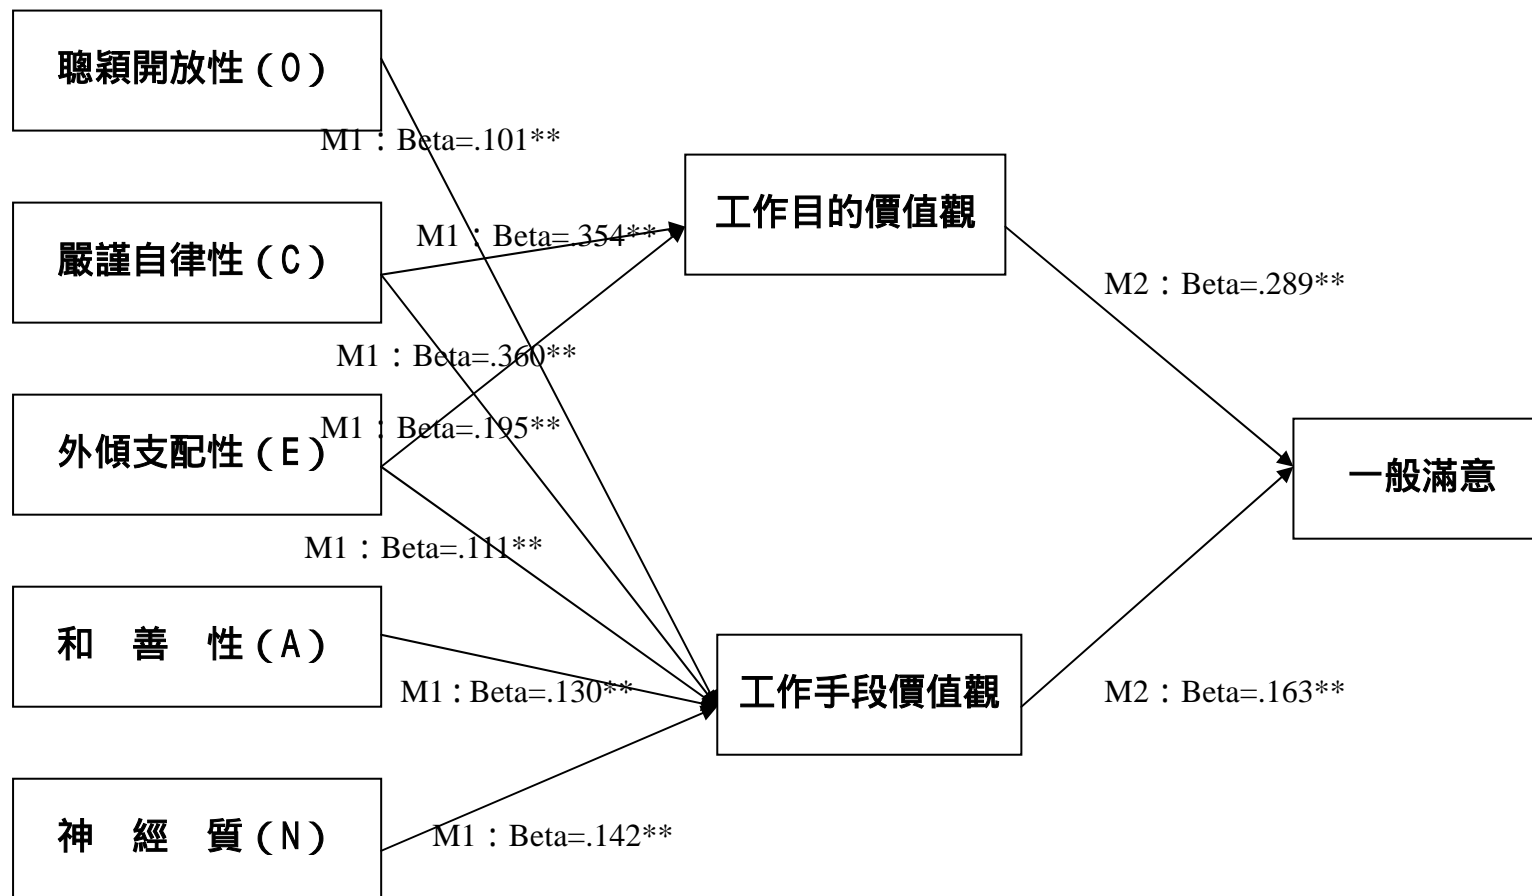 聰穎開放性（O）
M1：Beta=.101**
工作目的價值觀
嚴謹自律性（C）
M1：Beta=.354**
M2：Beta=.289**
M1：Beta=.360**
外傾支配性（E）
M1：Beta=.195**
一般滿意
M1：Beta=.111**
和　善　性（A）
M1：Beta=.130**
工作手段價值觀
M2：Beta=.163**
神　經　質（N）
M1：Beta=.142**